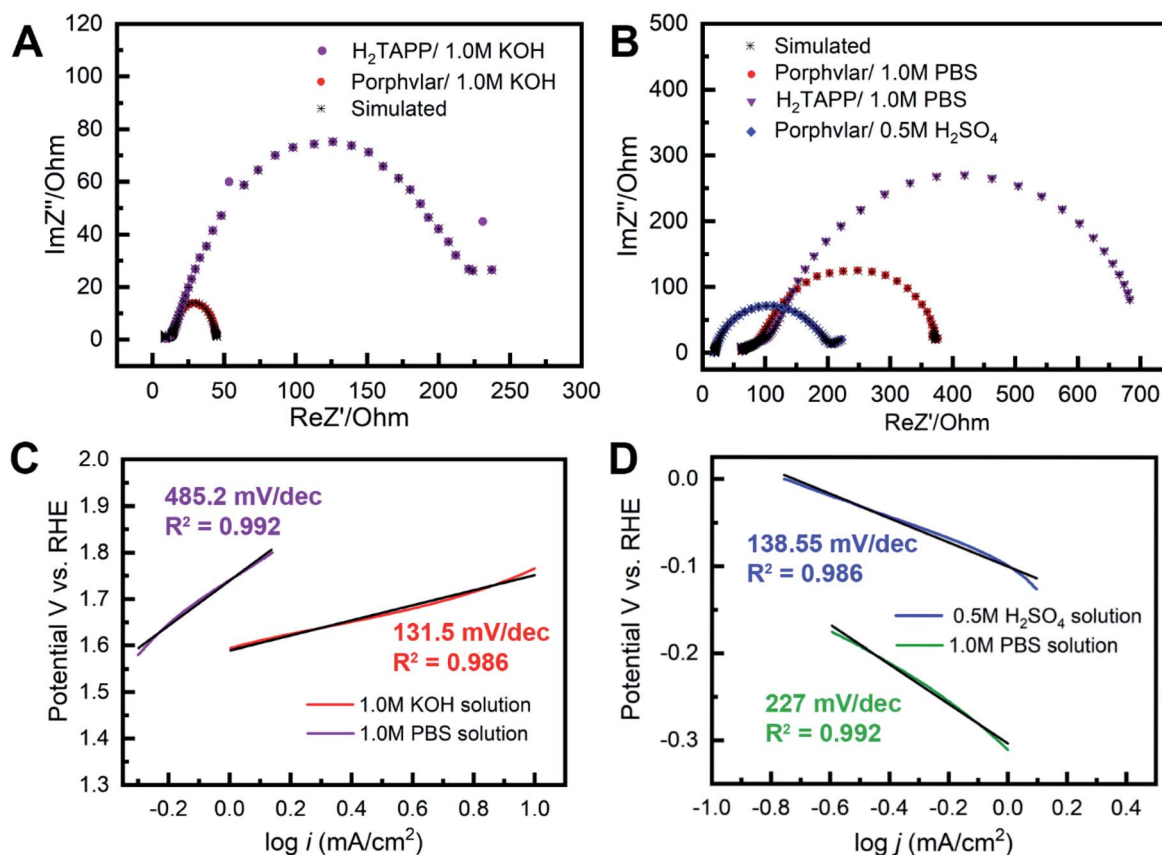 A
120
100
80
60
40
20
0
ImZ"/Ohm
0 50 100 150 200 250 300
ReZ'/Ohm
H₂TAPP/ 1.0M KOH
Porphvlar/ 1.0M KOH
Simulated
B
500
400
300
200
100
0
ImZ"/Ohm
0 100 200 300 400 500 600 700
ReZ'/Ohm
Simulated
Porphvlar/ 1.0M PBS
H₂TAPP/ 1.0M PBS
Porphvlar/ 0.5M H₂SO₄
C
2.0
1.9
1.8
1.7
1.6
1.5
1.4
1.3
Potential V vs. RHE
485.2 mV/dec
R² = 0.992
131.5 mV/dec
R² = 0.986
1.0M KOH solution
1.0M PBS solution
-0.2 0.0 0.2 0.4 0.6 0.8 1.0
log i (mA/cm²)
D
0.0
-0.1
-0.2
-0.3
Potential V vs. RHE
138.55 mV/dec
R² = 0.986
0.5M H₂SO₄ solution
1.0M PBS solution
227 mV/dec
R² = 0.992
-1.0 -0.8 -0.6 -0.4 -0.2 0.0 0.2 0.4
log j (mA/cm²)